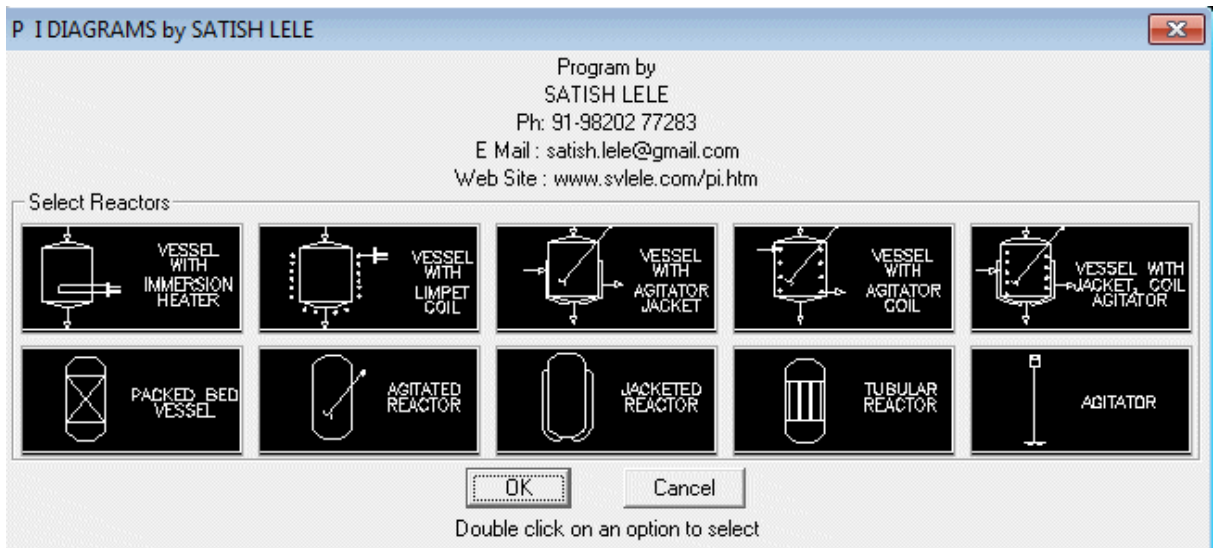 P I DIAGRAMS by SATISH LELE
Program by
SATISH LELE
Ph: 91-98202 77283
E Mail : satish.lele@gmail.com
Web Site : www.svlele.com/pi.htm
Select Reactors
VESSEL
WITH
IMMERSION
HEATER
VESSEL
WITH
LIMPET
COIL
VESSEL
WITH
AGITATOR
JACKET
VESSEL
WITH
AGITATOR
COIL
VESSEL WITH
JACKET, COIL
AGITATOR
PACKED BED
VESSEL
AGITATED
REACTOR
JACKETED
REACTOR
TUBULAR
REACTOR
AGITATOR
OK
Cancel
Double click on an option to select